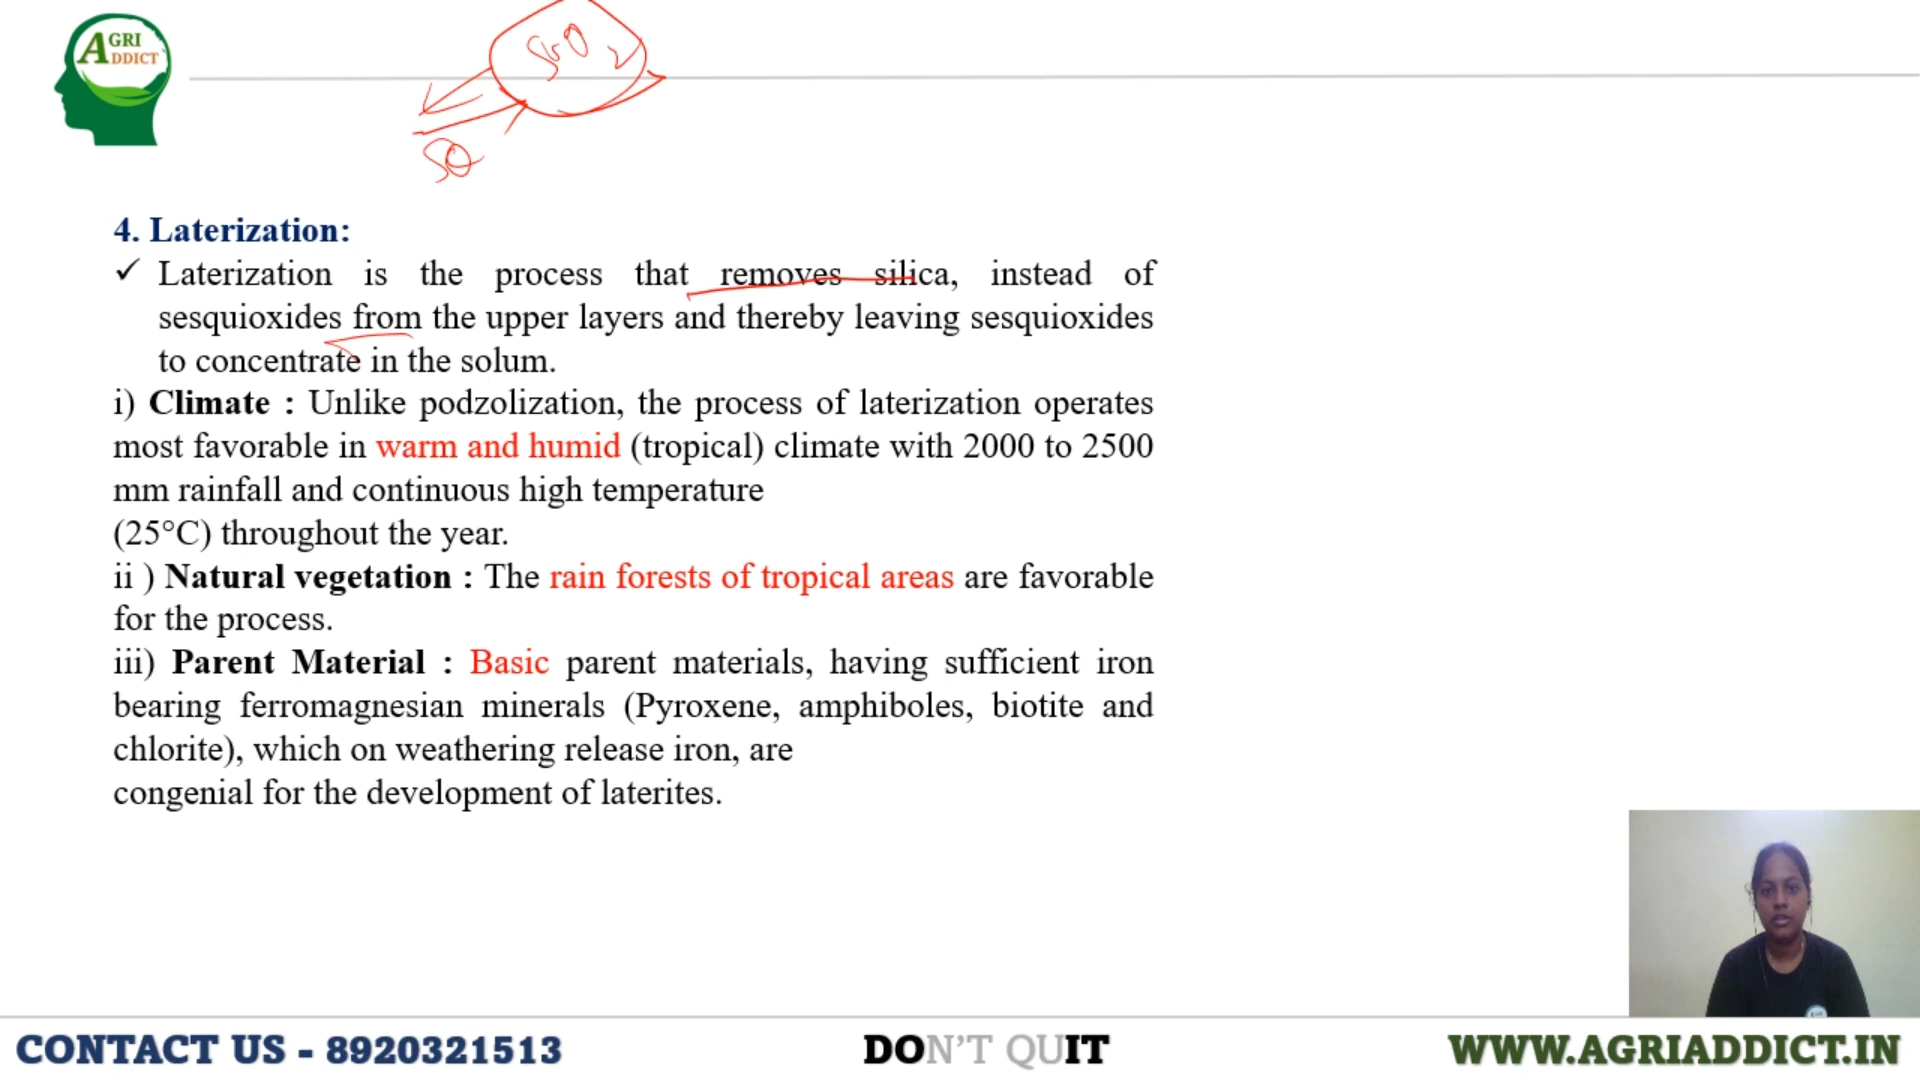 AGRI
ADDICT
SiO2
SO
4. Laterization:
✓ Laterization is the process that removes silica, instead of
sesquioxides from the upper layers and thereby leaving sesquioxides
to concentrate in the solum.
i) Climate : Unlike podzolization, the process of laterization operates
most favorable in warm and humid (tropical) climate with 2000 to 2500
mm rainfall and continuous high temperature
(25°C) throughout the year.
ii ) Natural vegetation : The rain forests of tropical areas are favorable
for the process.
iii) Parent Material : Basic parent materials, having sufficient iron
bearing ferromagnesian minerals (Pyroxene, amphiboles, biotite and
chlorite), which on weathering release iron, are
congenial for the development of laterites.
CONTACT US - 8920321513
DON'T QUIT
WWW.AGRIADDICT.IN